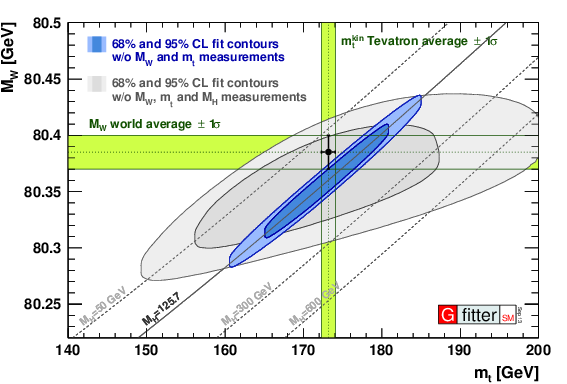 80.5
80.45
80.4
80.35
80.3
80.25
M_W [GeV]
68% and 95% CL fit contours
w/o M_W and m_t measurements
68% and 95% CL fit contours
w/o M_W, m_t and M_H measurements
m_t^kin Tevatron average ± 1σ
M_W world average ± 1σ
M_H=50 GeV
M_H=125.7
M_H=300 GeV
M_H=600 GeV
G fitter SM
Sep 13
140 150 160 170 180 190 200
m_t [GeV]